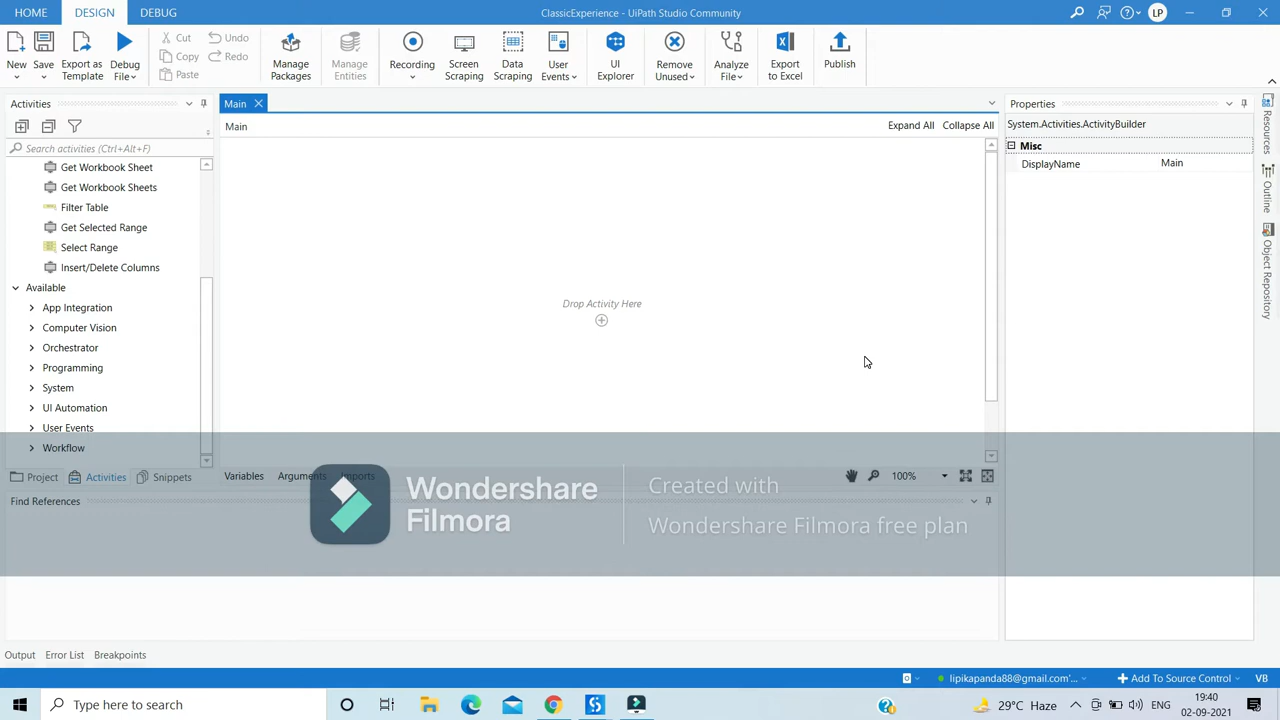 HOME DESIGN DEBUG ClassicExperience - UiPath Studio Community LP
New Save Export as Template Debug File Cut Copy Paste Undo Redo Manage Packages Manage Entities Recording Screen Scraping Data Scraping User Events UI Explorer Remove Unused Analyze File Export to Excel Publish
Activities Main Properties
Main Expand All Collapse All System.Activities.ActivityBuilder
Search activities (Ctrl+Alt+F) Misc
Get Workbook Sheet DisplayName Main
Get Workbook Sheets
Filter Table
Get Selected Range
Select Range
Insert/Delete Columns
Available
Drop Activity Here
App Integration
Computer Vision
Orchestrator
Programming
System
UI Automation
User Events
Workflow
Resources
Outline
Object Repository
Project Activities Snippets Variables Arguments Imports 100%
Find References
Wondershare
Filmora
Created with
Wondershare Filmora free plan
Output Error List Breakpoints
0 lipikapanda88@gmail.com'... Add To Source Control VB
Type here to search 29°C Haze ENG 19:40
02-09-2021